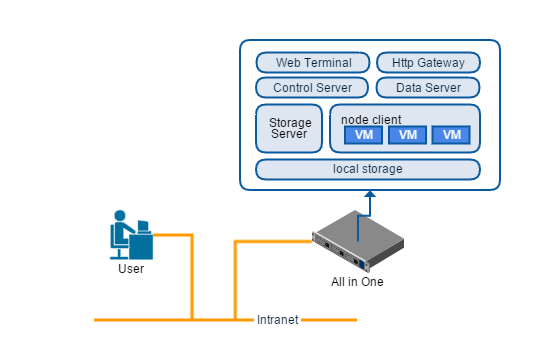 Web Terminal
Http Gateway
Control Server
Data Server
Storage
Server
node client
VM
VM
VM
local storage
User
All in One
Intranet